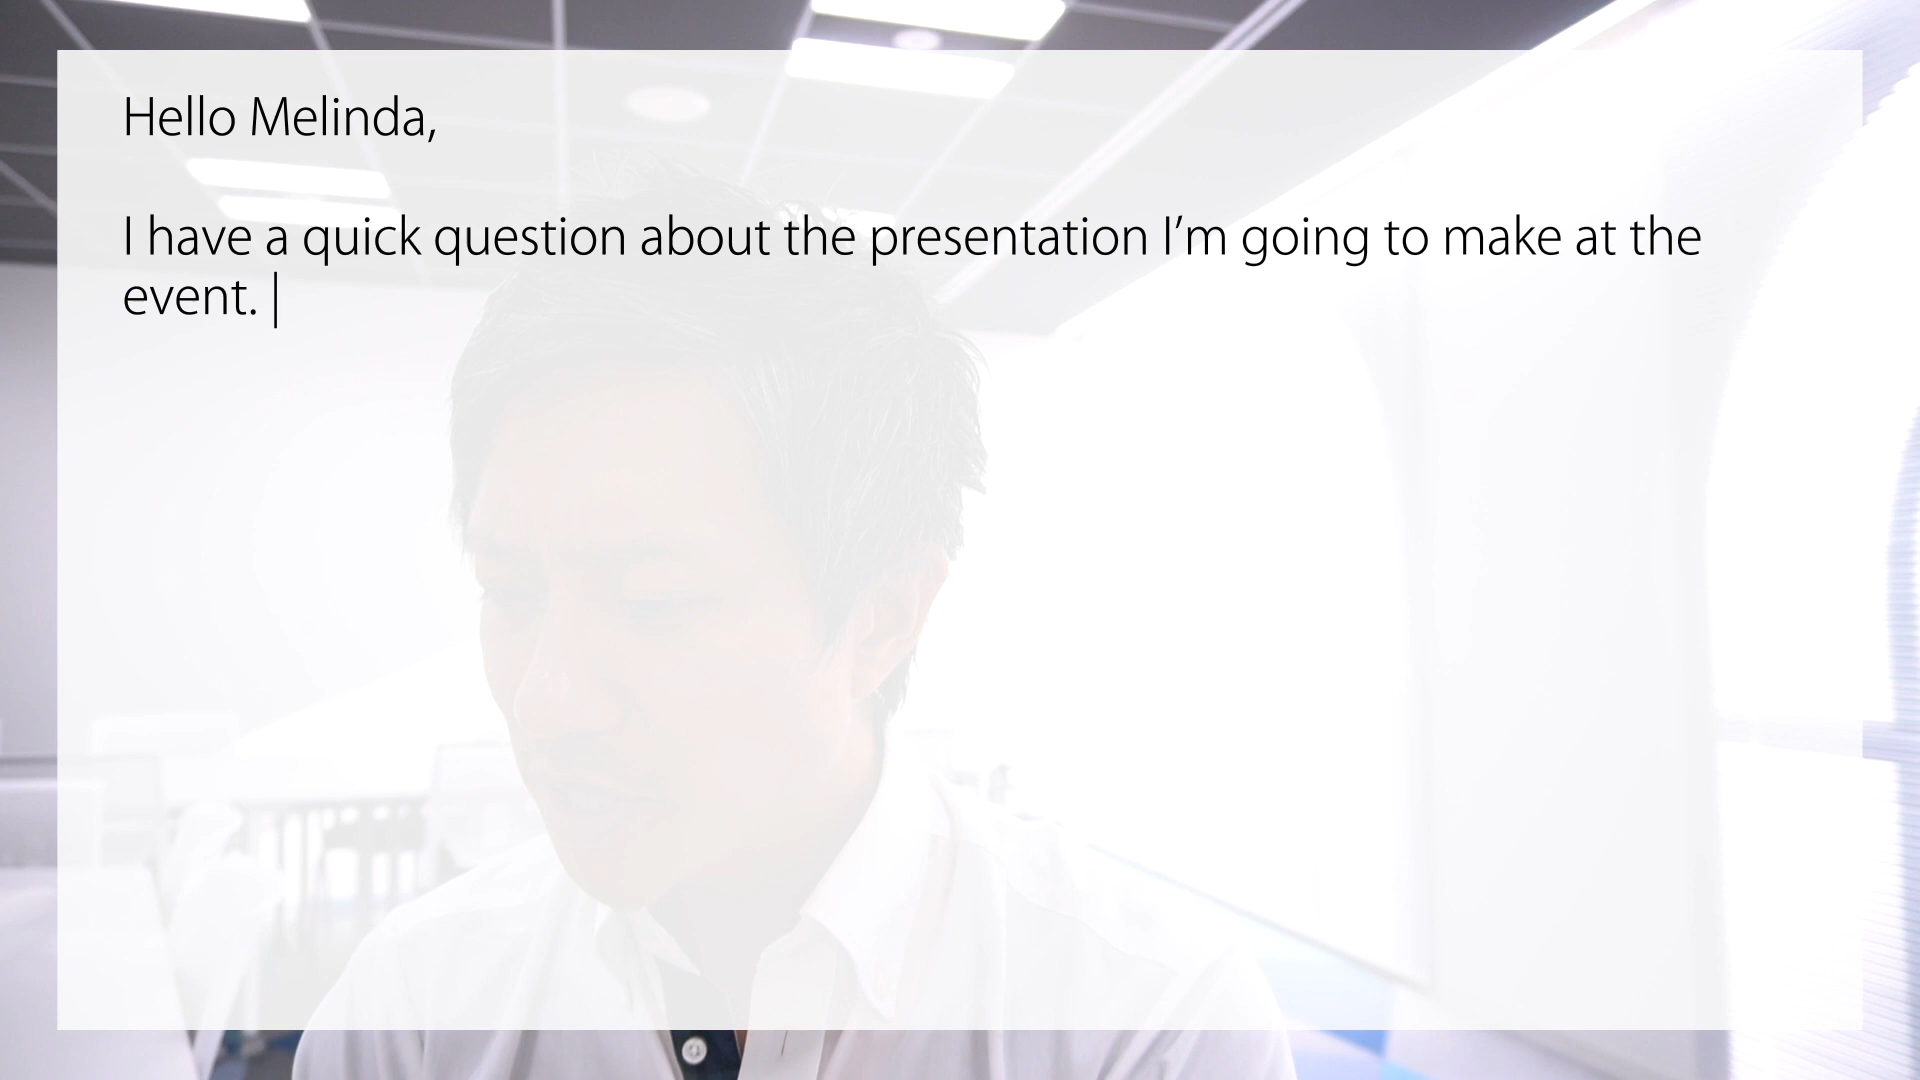 Hello Melinda,
I have a quick question about the presentation I’m going to make at the
event.